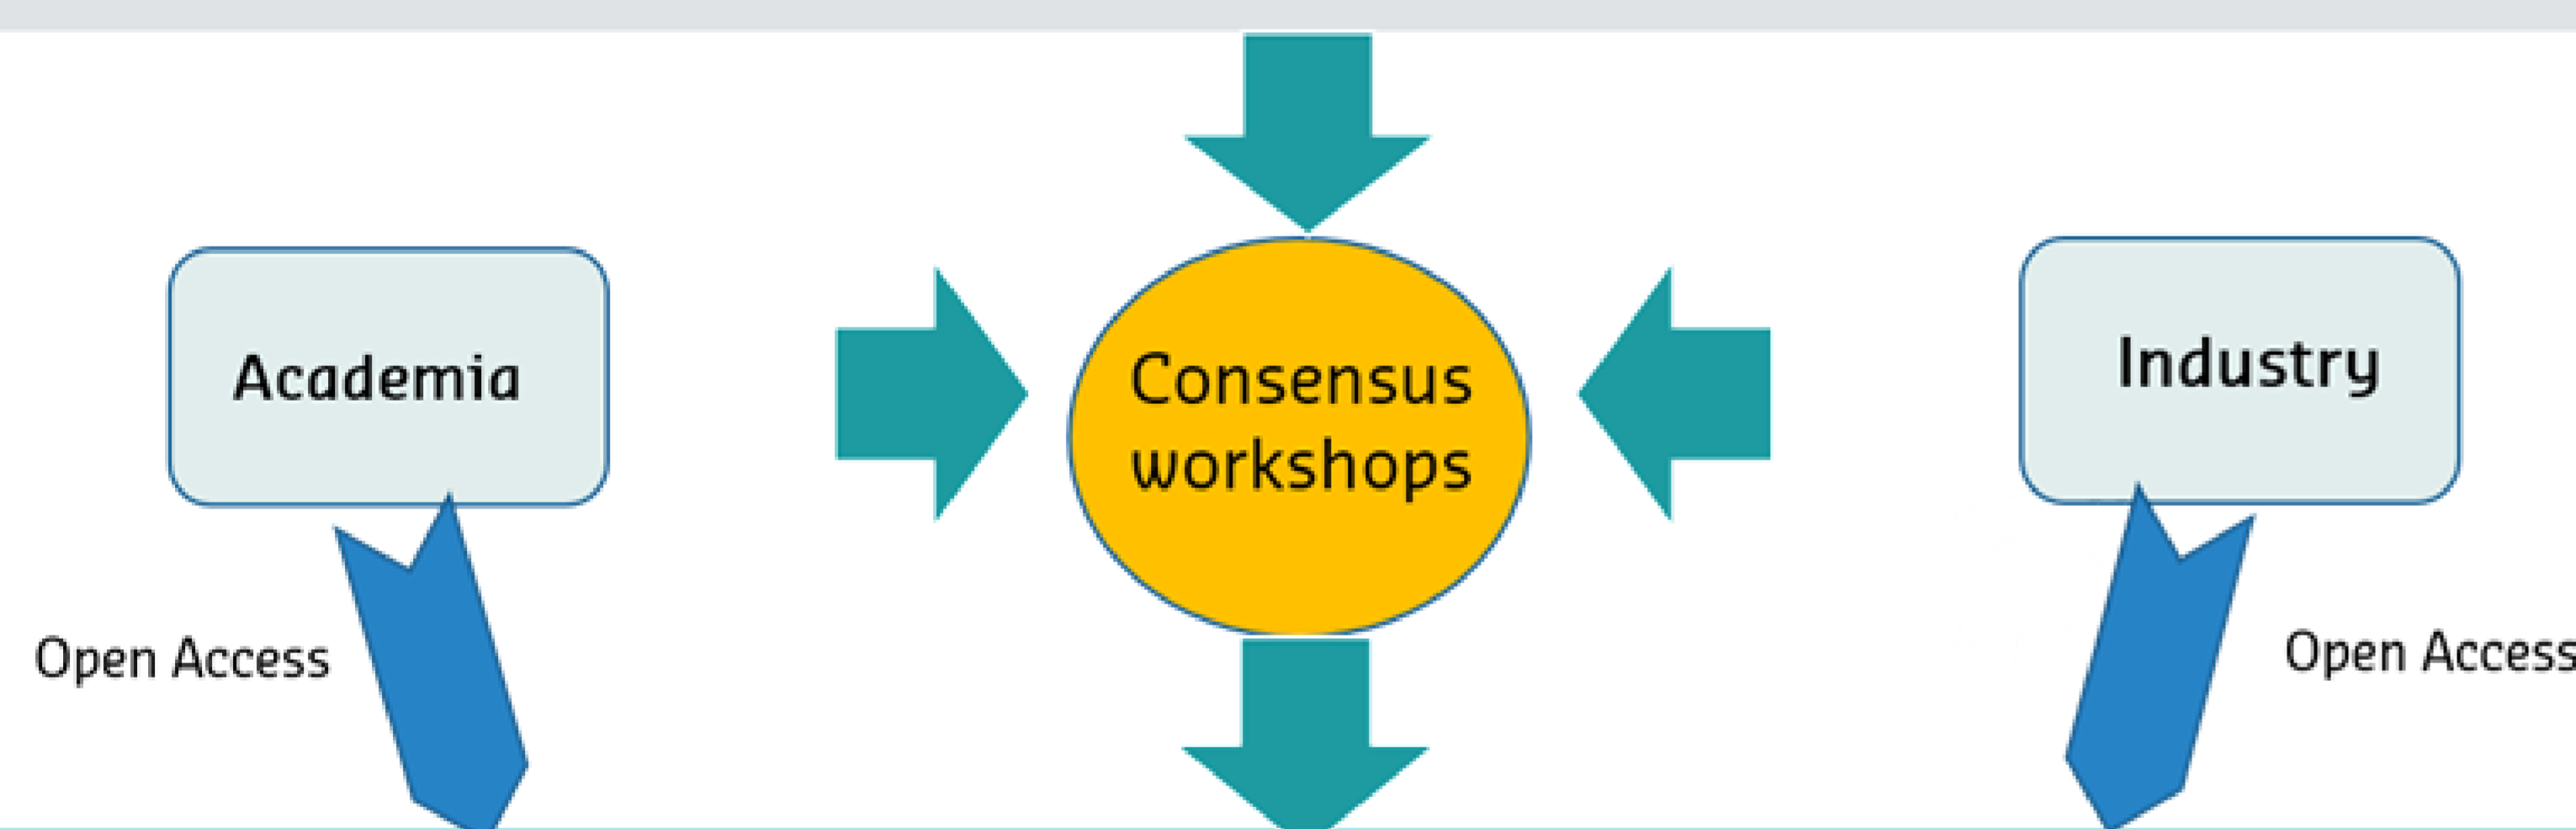 Academia
Consensus
workshops
Industry
Open Access
Open Access